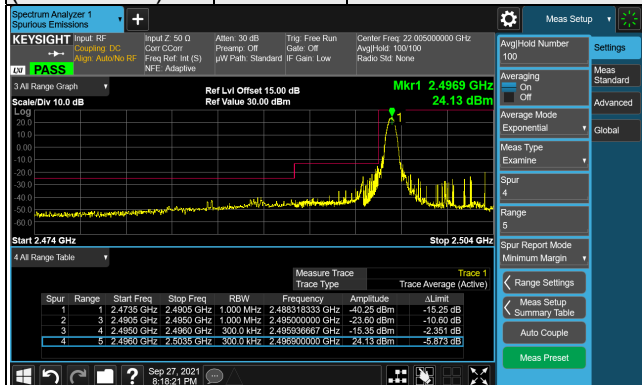 Spectrum Analyzer 1
Spurious Emissions
Meas Setup
KEYSIGHT
Input: RF
Coupling: DC
Align: Auto/No RF
Input Z: 50 Ω
Corr CCorr
Freq Ref: Int (S)
NFE: Adaptive
Atten: 30 dB
Preamp: Off
µW Path: Standard
Trig: Free Run
Gate: Off
IF Gain: Low
Center Freq: 22.005000000 GHz
Avg|Hold: 100/100
Radio Std: None
LXI PASS
3 All Range Graph
Ref Lvl Offset 15.00 dB
Mkr1 2.4969 GHz
Scale/Div 10.0 dB
Ref Value 30.00 dBm
24.13 dBm
Log
20.0
10.0
0.00
-10.0
-20.0
-30.0
-40.0
-50.0
-60.0
1
Start 2.474 GHz
Stop 2.504 GHz
4 All Range Table
Measure Trace Trace 1
Trace Type Trace Average (Active)
Spur Range Start Freq Stop Freq RBW Frequency Amplitude ΔLimit
1 1 2.4735 GHz 2.4905 GHz 1.000 MHz 2.488318333 GHz -40.25 dBm -15.25 dB
2 3 2.4905 GHz 2.4950 GHz 1.000 MHz 2.495000000 GHz -23.60 dBm -10.60 dB
3 4 2.4950 GHz 2.4960 GHz 300.0 kHz 2.495936667 GHz -15.35 dBm -2.351 dB
4 5 2.4960 GHz 2.5035 GHz 300.0 kHz 2.496900000 GHz 24.13 dBm -5.873 dB
Avg|Hold Number
100
Averaging
On
Off
Average Mode
Exponential
Meas Type
Examine
Spur
4
Range
5
Spur Report Mode
Minimum Margin
Range Settings
Meas Setup
Summary Table
Auto Couple
Meas Preset
Settings
Meas
Standard
Advanced
Global
?
Sep 27, 2021
8:18:21 PM